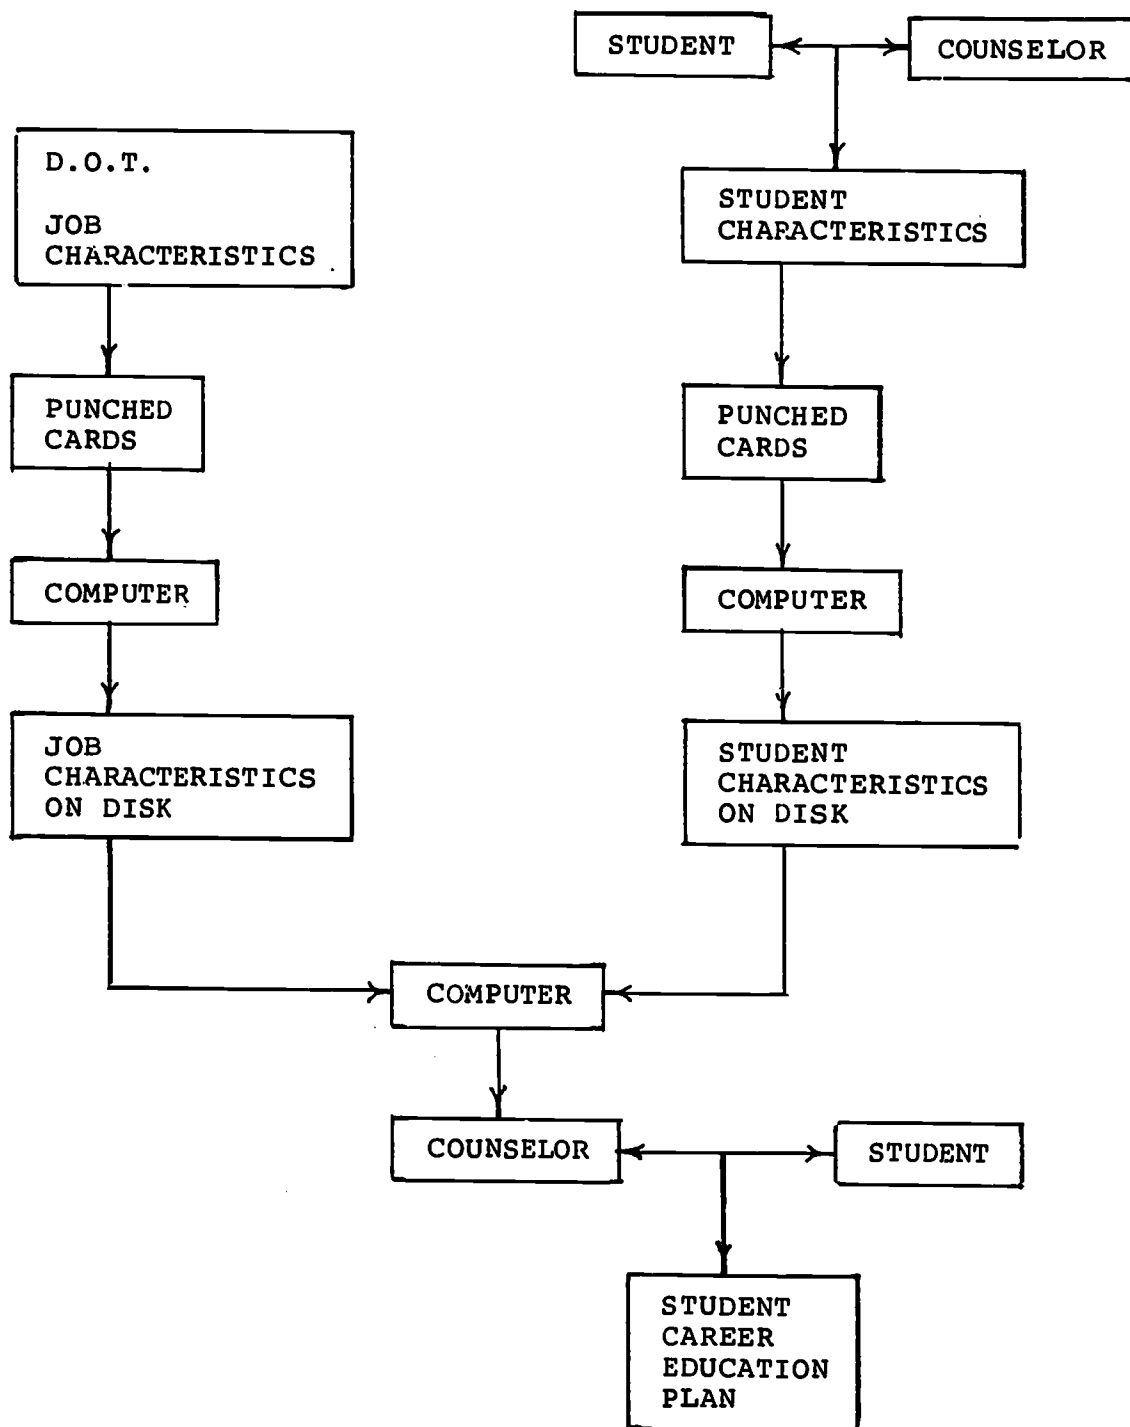 STUDENT
COUNSELOR
D.O.T.
JOB
CHARACTERISTICS
STUDENT
CHARACTERISTICS
PUNCHED
CARDS
PUNCHED
CARDS
COMPUTER
COMPUTER
JOB
CHARACTERISTICS
ON DISK
STUDENT
CHARACTERISTICS
ON DISK
COMPUTER
COUNSELOR
STUDENT
STUDENT
CAREER
EDUCATION
PLAN